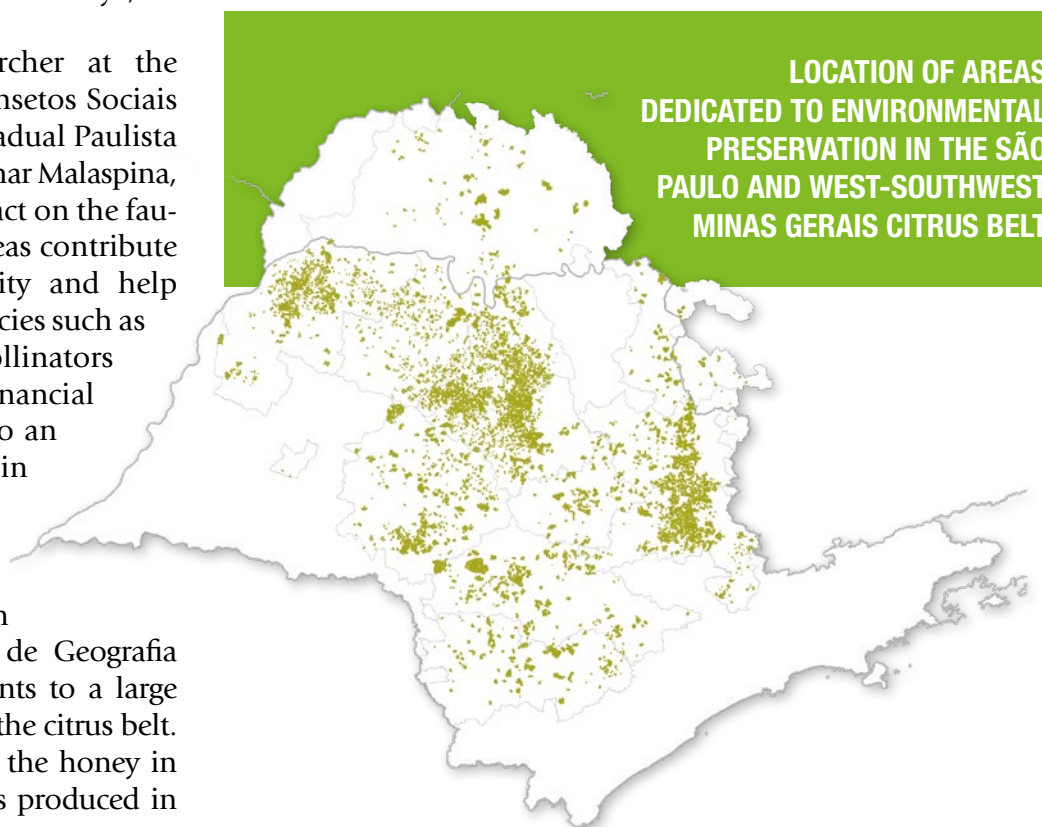 rcher at the
nsetos Sociais
adual Paulista
nar Malaspina,
act on the fau-
eas contribute
ity and help
cies such as
ollinators
nancial
o an
in
de Geografia
nts to a large
the citrus belt.
the honey in
s produced in
LOCATION OF AREAS
DEDICATED TO ENVIRONMENTAL
PRESERVATION IN THE SÃO
PAULO AND WEST-SOUTHWEST
MINAS GERAIS CITRUS BELT